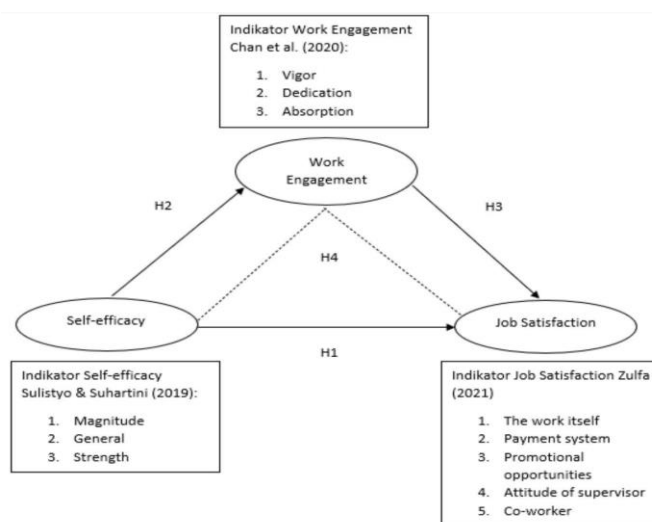 Indikator Work Engagement
Chan et al. (2020):
1. Vigor
2. Dedication
3. Absorption
Work
Engagement
H2
H3
H4
Self-efficacy
Job Satisfaction
H1
Indikator Self-efficacy
Sulistyo & Suhartini (2019):
1. Magnitude
2. General
3. Strength
Indikator Job Satisfaction Zulfa
(2021)
1. The work itself
2. Payment system
3. Promotional
opportunities
4. Attitude of supervisor
5. Co-worker